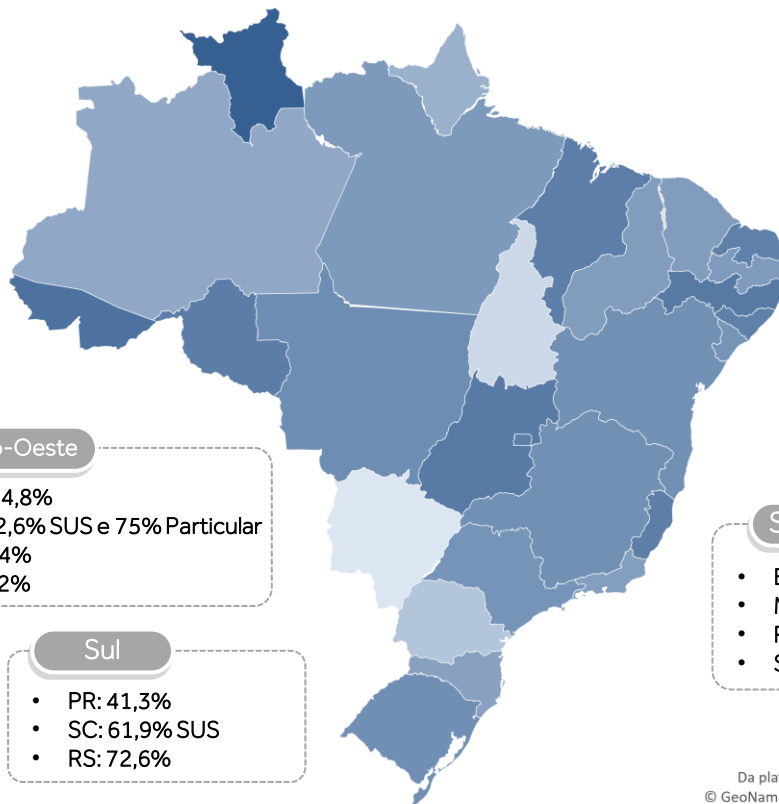 o-Oeste
4,8%
2,6% SUS e 75% Particular
4%
2%
Sul
• PR: 41,3%
• SC: 61,9% SUS
• RS: 72,6%
S
•
•
•
• S
Da plat
© GeoNam